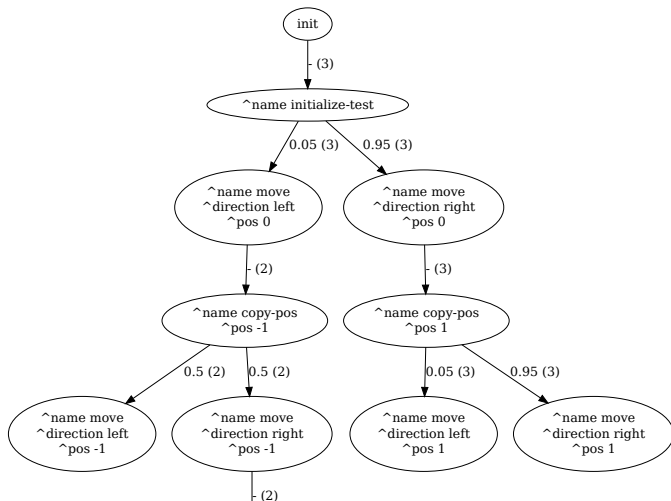 init
- (3)
^name initialize-test
0.05 (3)
0.95 (3)
^name move
^direction left
^pos 0
^name move
^direction right
^pos 0
- (2)
- (3)
^name copy-pos
^pos -1
^name copy-pos
^pos 1
0.5 (2)
0.5 (2)
0.05 (3)
0.95 (3)
^name move
^direction left
^pos -1
^name move
^direction right
^pos -1
^name move
^direction left
^pos 1
^name move
^direction right
^pos 1
- (2)